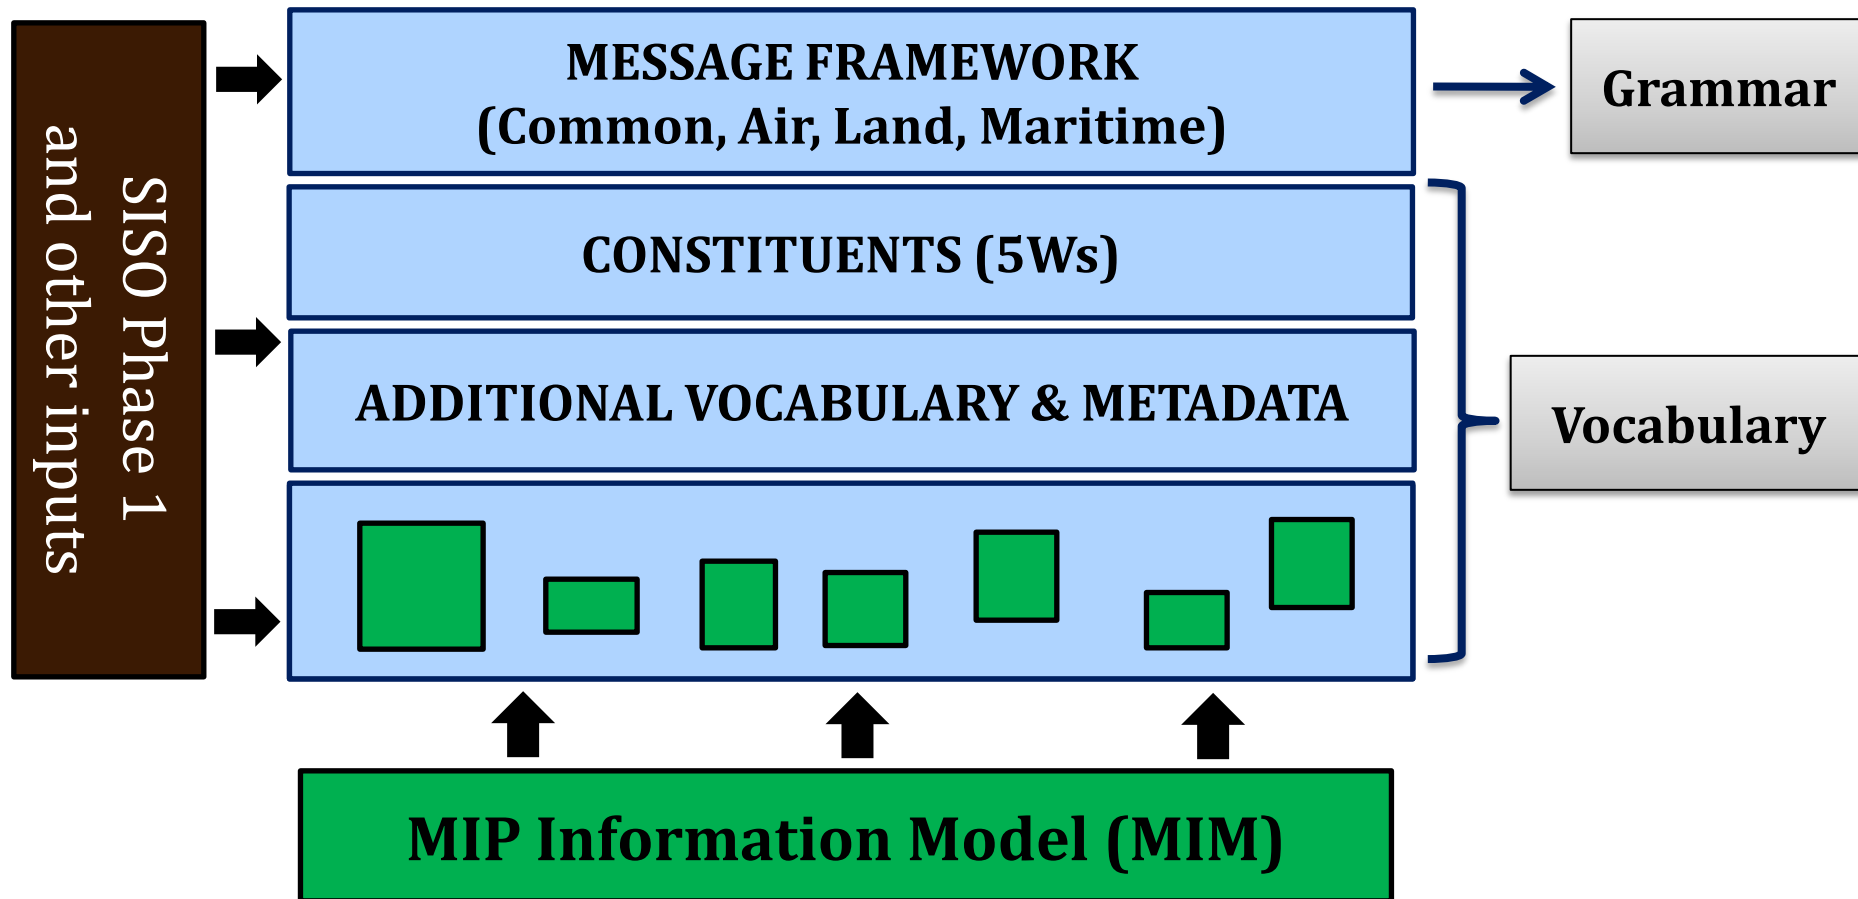 SISO Phase 1
and other inputs
MESSAGE FRAMEWORK
(Common, Air, Land, Maritime)
Grammar
CONSTITUENTS (5Ws)
ADDITIONAL VOCABULARY & METADATA
Vocabulary
MIP Information Model (MIM)